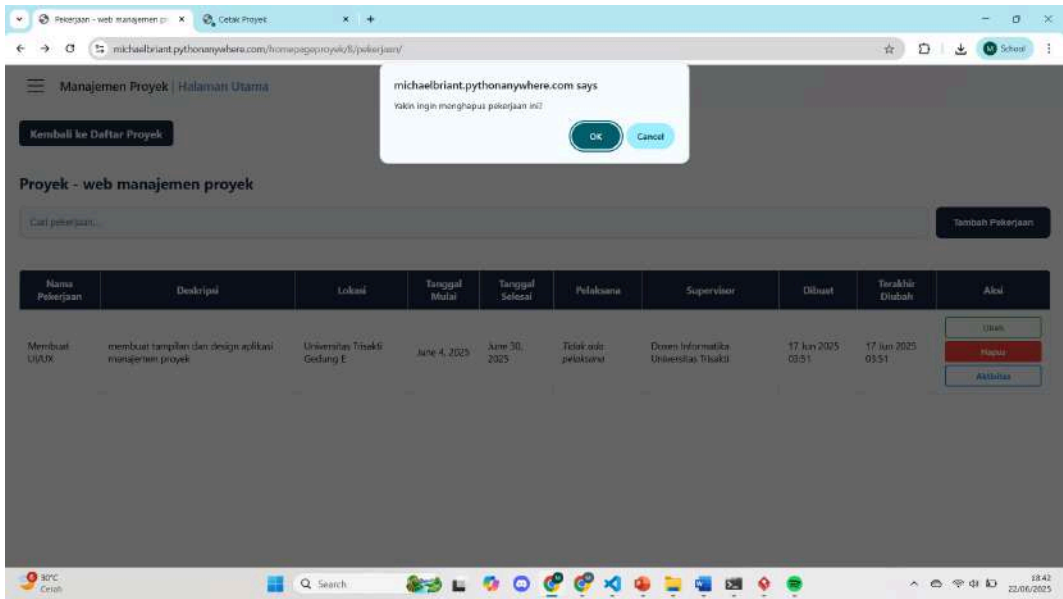 Pekerjaan - web manajemen p
Cetak Proyek
michaelbriant.pythonanywhere.com/homepageproyek/8/pekerjaan/
School
Manajemen Proyek | Halaman Utama
michaelbriant.pythonanywhere.com says
Yakin ingin menghapus pekerjaan ini?
OK
Cancel
Kembali ke Daftar Proyek
Proyek - web manajemen proyek
Cari pekerjaan...
Tambah Pekerjaan
Nama Pekerjaan
Deskripsi
Lokasi
Tanggal Mulai
Tanggal Selesai
Pelaksana
Supervisor
Dibuat
Terakhir Diubah
Aksi
Membuat UI/UX
membuat tampilan dan design aplikasi
manajemen proyek
Universitas Trisakti
Gedung E
June 4, 2025
June 30,
2025
Tidak ada
pelaksana
Dosen Informatika
Universitas Trisakti
17 Jun 2025
03:51
17 Jun 2025
03:51
Ubah
Hapus
Aktivitas
30°C
Cerah
Search
18:42
22/06/2025